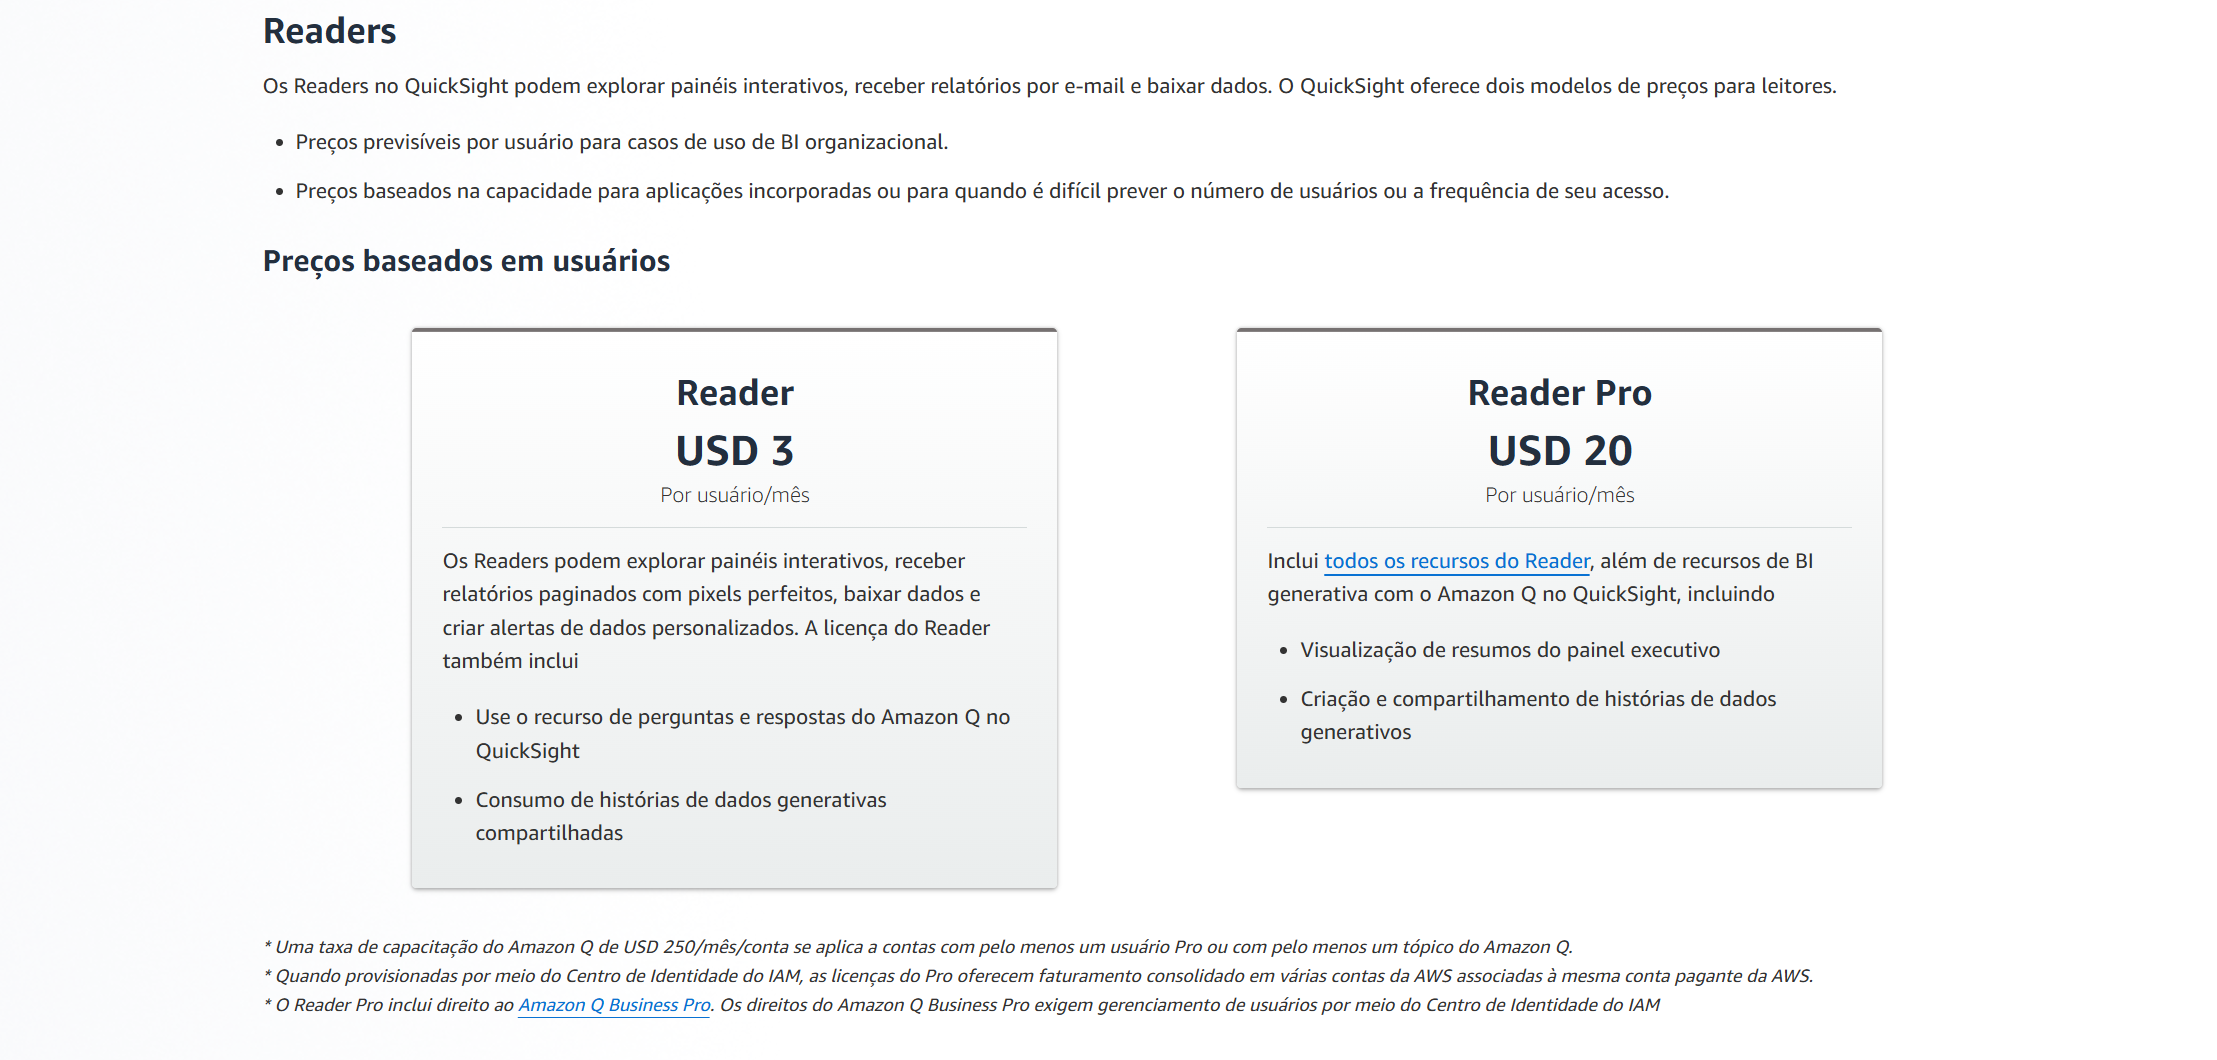 Readers
Os Readers no QuickSight podem explorar painéis interativos, receber relatórios por e-mail e baixar dados. O QuickSight oferece dois modelos de preços para leitores.
• Preços previsíveis por usuário para casos de uso de BI organizacional.
• Preços baseados na capacidade para aplicações incorporadas ou para quando é difícil prever o número de usuários ou a frequência de seu acesso.
Preços baseados em usuários
Reader
USD 3
Por usuário/mês
Os Readers podem explorar painéis interativos, receber
relatórios paginados com pixels perfeitos, baixar dados e
criar alertas de dados personalizados. A licença do Reader
também inclui
• Use o recurso de perguntas e respostas do Amazon Q no
QuickSight
• Consumo de histórias de dados generativas
compartilhadas
Reader Pro
USD 20
Por usuário/mês
Inclui todos os recursos do Reader, além de recursos de BI
generativa com o Amazon Q no QuickSight, incluindo
• Visualização de resumos do painel executivo
• Criação e compartilhamento de histórias de dados
generativos
* Uma taxa de capacitação do Amazon Q de USD 250/mês/conta se aplica a contas com pelo menos um usuário Pro ou com pelo menos um tópico do Amazon Q.
* Quando provisionadas por meio do Centro de Identidade do IAM, as licenças do Pro oferecem faturamento consolidado em várias contas da AWS associadas à mesma conta pagante da AWS.
* O Reader Pro inclui direito ao Amazon Q Business Pro. Os direitos do Amazon Q Business Pro exigem gerenciamento de usuários por meio do Centro de Identidade do IAM